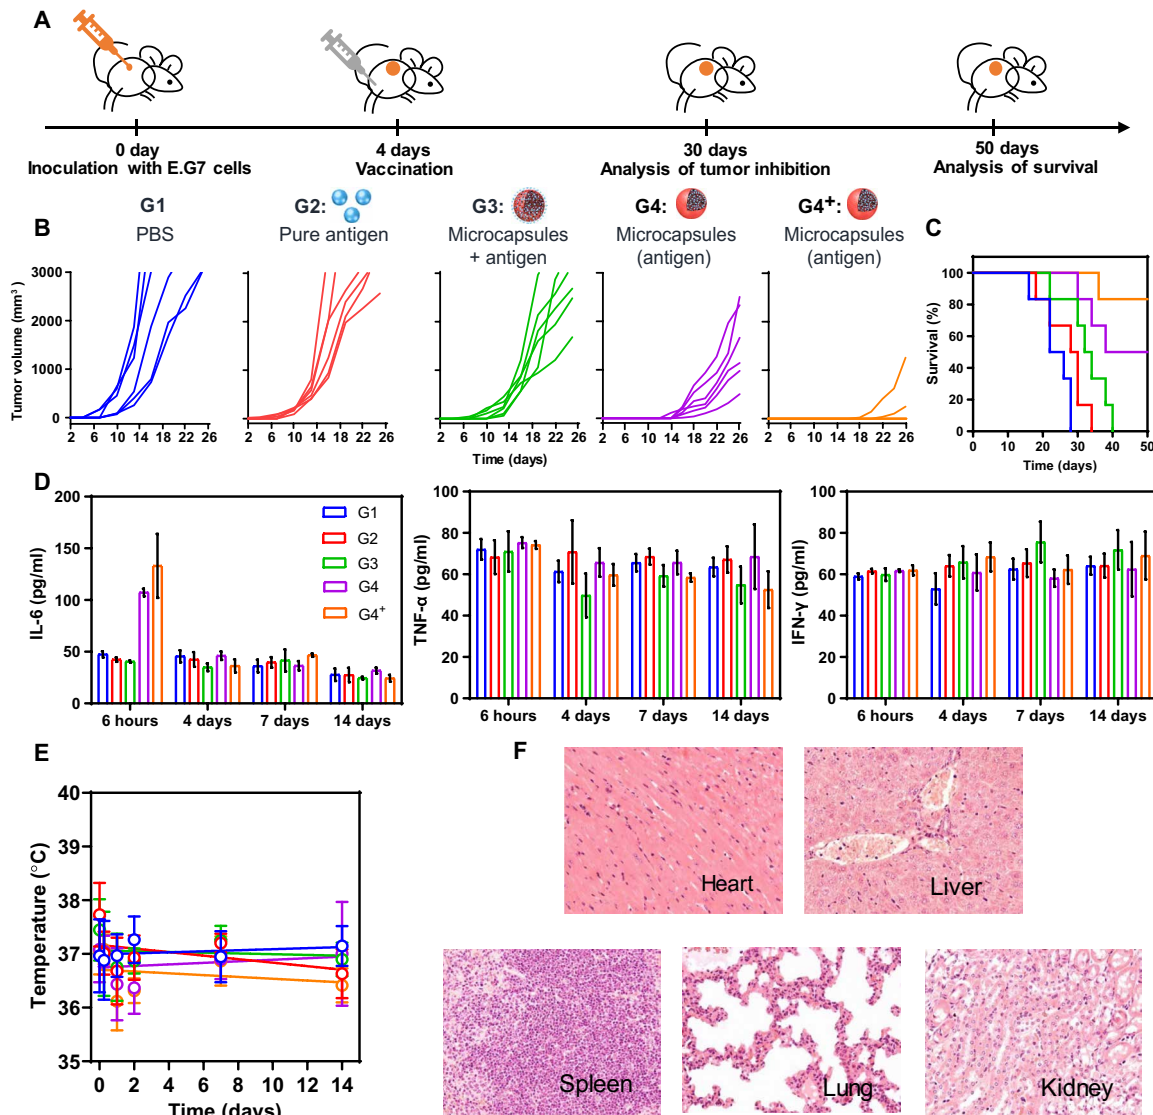 A
0 day
Inoculation with E.G7 cells
4 days
Vaccination
30 days
Analysis of tumor inhibition
50 days
Analysis of survival
B
G1
PBS
G2:
Pure antigen
G3:
Microcapsules
+ antigen
G4:
Microcapsules
(antigen)
G4+:
Microcapsules
(antigen)
Tumor volume (mm³)
3000
2000
1000
0
2 6 10 14 18 22 26
2 6 10 14 18 22 26
2 6 10 14 18 22 26
2 6 10 14 18 22 26
2 6 10 14 18 22 26
Time (days)
C
Survival (%)
100
80
60
40
20
0
0 10 20 30 40 50
Time (days)
D
IL-6 (pg/ml)
200
150
100
50
0
6 hours 4 days 7 days 14 days
G1
G2
G3
G4
G4+
TNF-α (pg/ml)
100
80
60
40
20
0
6 hours 4 days 7 days 14 days
IFN-γ (pg/ml)
100
80
60
40
20
0
6 hours 4 days 7 days 14 days
E
Temperature (°C)
40
39
38
37
36
35
0 2 4 6 8 10 12 14
Time (days)
F
Heart
Liver
Spleen
Lung
Kidney